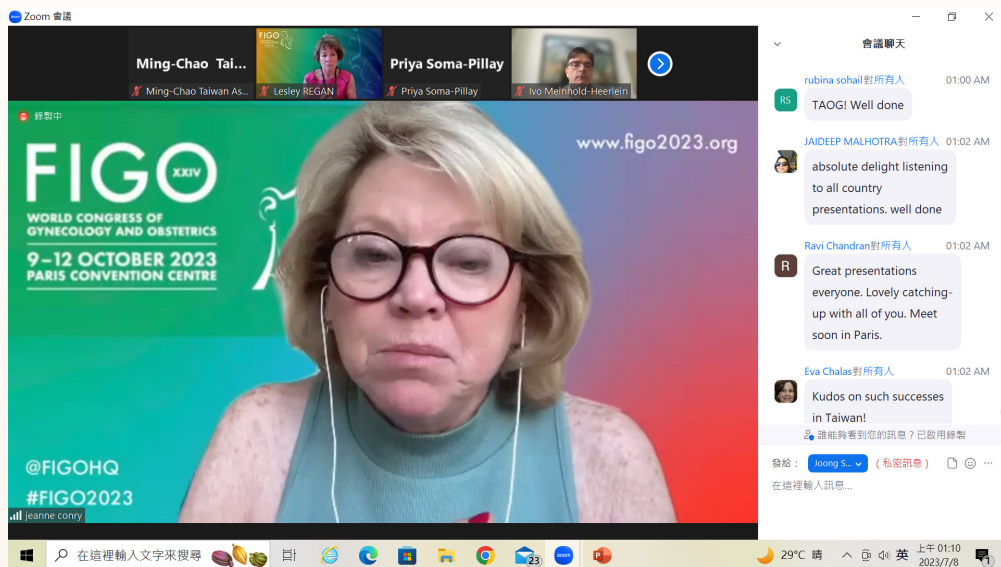 Zoom 會議
Ming-Chao Tai...
Ming-Chao Taiwan As...
FIGO
Lesley REGAN
Priya Soma-Pillay
Priya Soma-Pillay
Ivo Meinhold-Heerlein
錄製中
FIGO XXIV
WORLD CONGRESS OF
GYNECOLOGY AND OBSTETRICS
9–12 OCTOBER 2023
PARIS CONVENTION CENTRE
www.figo2023.org
@FIGOHQ
#FIGO2023
jeanne conry
會議聊天
rubina sohail對所有人 01:00 AM
RS
TAOG! Well done
JAIDEEP MALHOTRA對所有人 01:02 AM
absolute delight listening
to all country
presentations. well done
Ravi Chandran對所有人 01:02 AM
R
Great presentations
everyone. Lovely catching-
up with all of you. Meet
soon in Paris.
Eva Chalas對所有人 01:02 AM
Kudos on such successes
in Taiwan!
誰能夠看到您的訊息？已啟用錄製
發給： Joong S... （私密訊息）
在這裡輸入訊息...
在這裡輸入文字來搜尋
23
zoom
29°C 晴
英
上午 01:10
2023/7/8
1